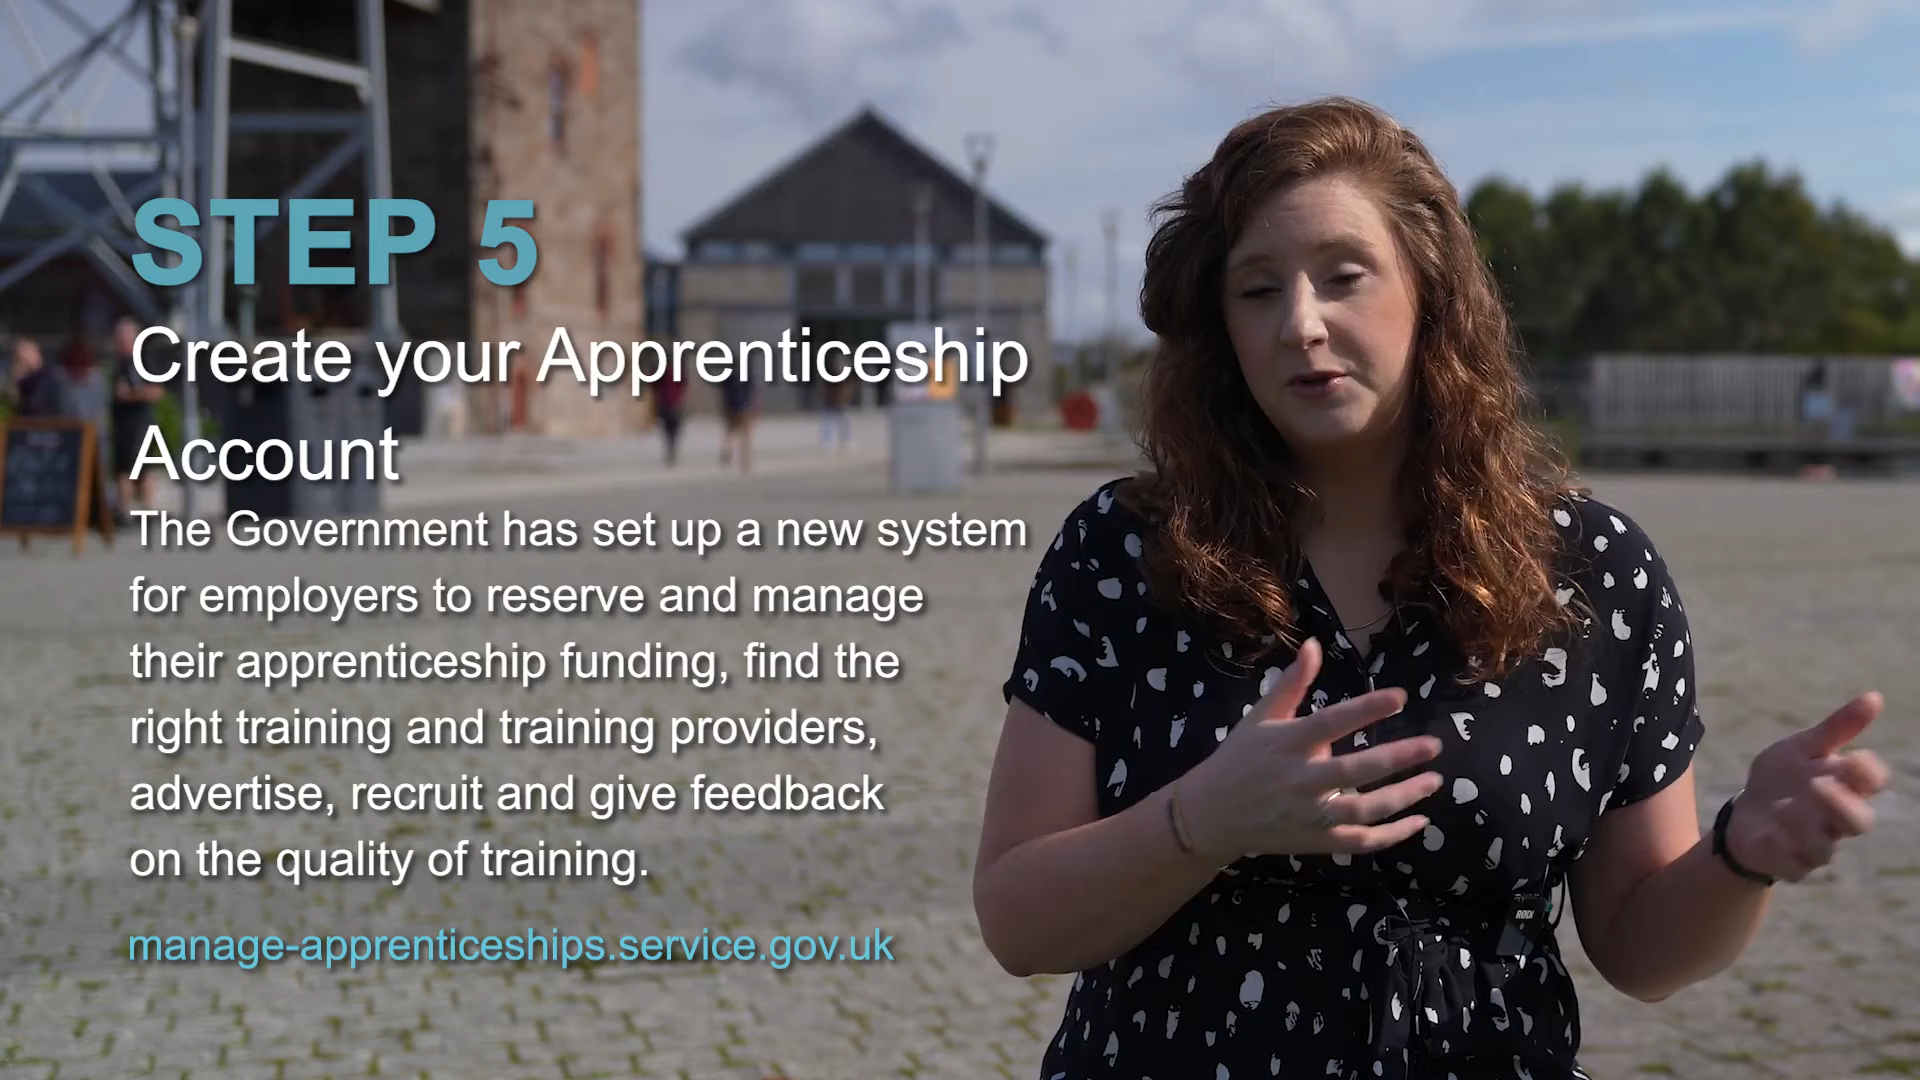 STEP 5
Create your Apprenticeship
Account
The Government has set up a new system
for employers to reserve and manage
their apprenticeship funding, find the
right training and training providers,
advertise, recruit and give feedback
on the quality of training.
manage-apprenticeships.service.gov.uk